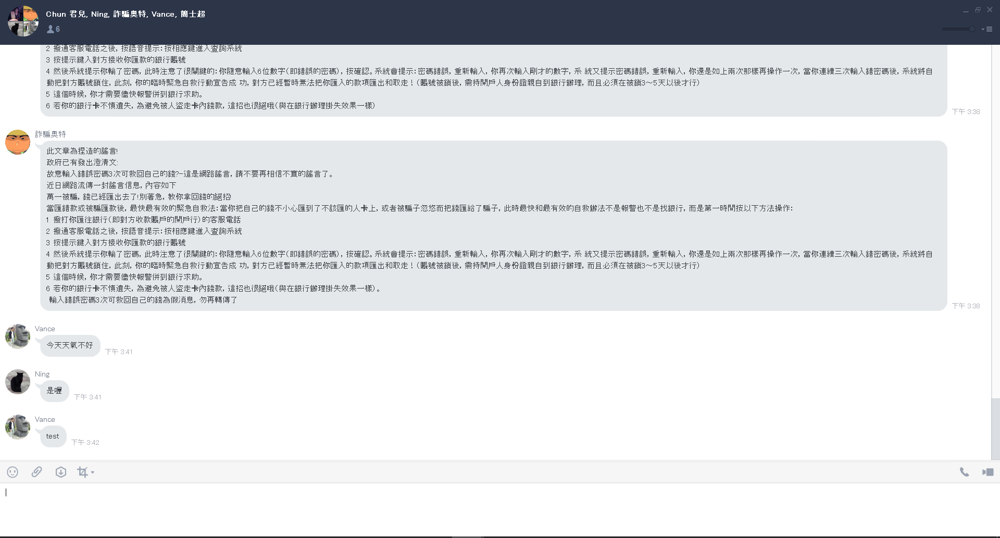 Chun 君兒, Ning, 詐騙奧特, Vance, 簡士超
6
2 撥通客服電話之後, 按語音提示：按相應鍵進入查詢系統
3 按提示鍵入對方接收你匯款的銀行賬號
4 然後系統提示你輸了密碼, 此時注意了很關鍵的：你隨意輸入6位數字（即錯誤的密碼）, 按確認。系統會提示：密碼錯誤, 重新輸入, 你再次輸入剛才的數字, 系 統又提示密碼錯誤, 重新輸入, 你還是如上兩次那樣再操作一次, 當你連續三次輸入錯密碼後, 系統將自
動把對方賬號鎖住, 此刻, 你的臨時緊急自救行動宣告成 功, 對方已經暫時無法把你匯入的款項匯出和取走！（賬號被鎖後, 需持開戶人身份證親自到銀行辦理, 而且必須在被鎖3～5天以後才行）
5 這個時候, 你才需要儘快報警併到銀行求助。
6 若你的銀行卡不慎遺失, 為避免被人盜走卡內錢款, 這招也很絕哦（與在銀行辦理掛失效果一樣）
下午 3:38
詐騙奧特
此文章為捏造的謠言!
政府已有發出澄清文:
故意輸入錯誤密碼3次可救回自己的錢?-這是網路謠言, 請不要再相信不實的謠言了。
近日網路流傳一封謠言信息, 內容如下
萬一被騙, 錢已經匯出去了!別著急, 教你拿回錢的絕招!
當匯錯款或被騙匯款後, 最快最有效的緊急自救法：當你把自己的錢不小心匯到了不該匯的人卡上, 或者被騙子忽悠而把錢匯給了騙子, 此時最快和最有效的自救辦法不是報警也不是找銀行, 而是第一時間按以下方法操作：
1 撥打你匯往銀行（即對方收款賬戶的開戶行）的客服電話
2 撥通客服電話之後, 按語音提示：按相應鍵進入查詢系統
3 按提示鍵入對方接收你匯款的銀行賬號
4 然後系統提示你輸了密碼, 此時注意了很關鍵的：你隨意輸入6位數字（即錯誤的密碼）, 按確認。系統會提示：密碼錯誤, 重新輸入, 你再次輸入剛才的數字, 系 統又提示密碼錯誤, 重新輸入, 你還是如上兩次那樣再操作一次, 當你連續三次輸入錯密碼後, 系統將自
動把對方賬號鎖住, 此刻, 你的臨時緊急自救行動宣告成 功, 對方已經暫時無法把你匯入的款項匯出和取走！（賬號被鎖後, 需持開戶人身份證親自到銀行辦理, 而且必須在被鎖3～5天以後才行）
5 這個時候, 你才需要儘快報警併到銀行求助。
6 若你的銀行卡不慎遺失, 為避免被人盜走卡內錢款, 這招也很絕哦（與在銀行辦理掛失效果一樣）。
輸入錯誤密碼3次可救回自己的錢為假消息, 勿再轉傳了
下午 3:38
Vance
今天天氣不好
下午 3:41
Ning
是喔
下午 3:41
Vance
test
下午 3:42